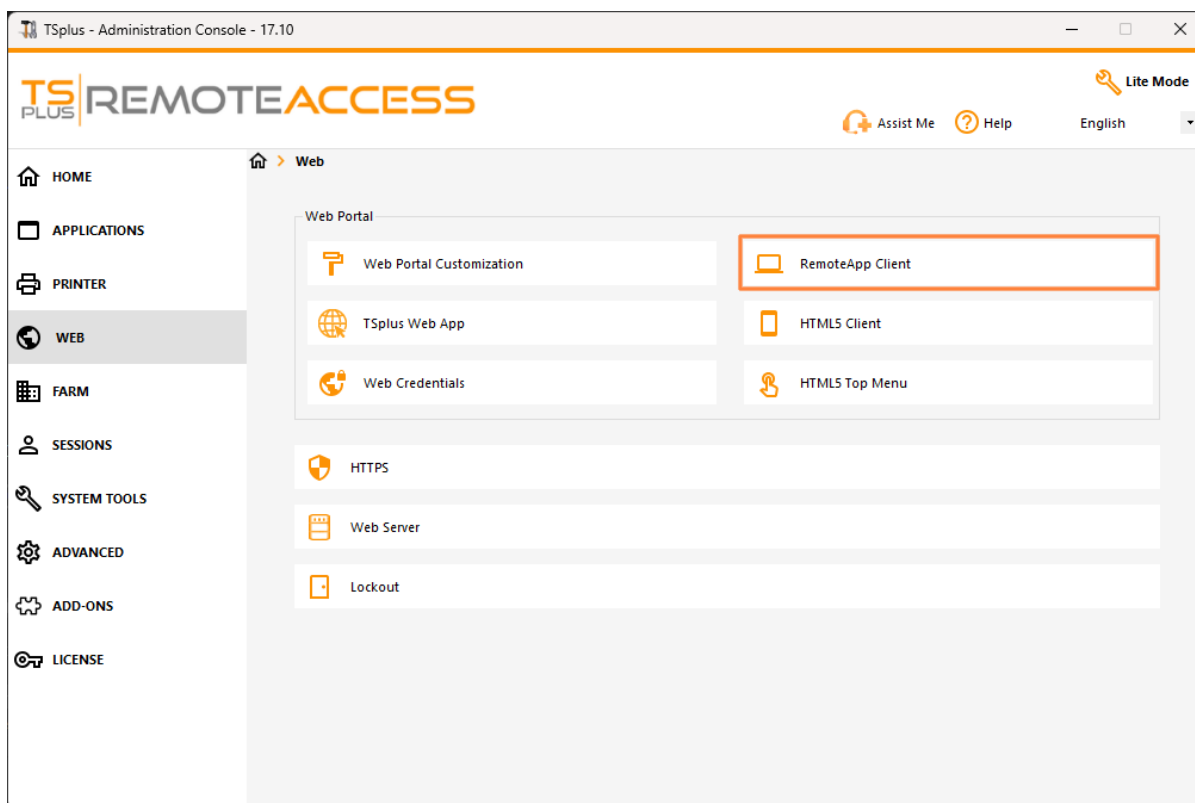 TSplus - Administration Console - 17.10
TS PLUS REMOTEACCESS
Lite Mode
Assist Me
Help
English
HOME
APPLICATIONS
PRINTER
WEB
FARM
SESSIONS
SYSTEM TOOLS
ADVANCED
ADD-ONS
LICENSE
Web
Web Portal
Web Portal Customization
RemoteApp Client
TSplus Web App
HTML5 Client
Web Credentials
HTML5 Top Menu
HTTPS
Web Server
Lockout